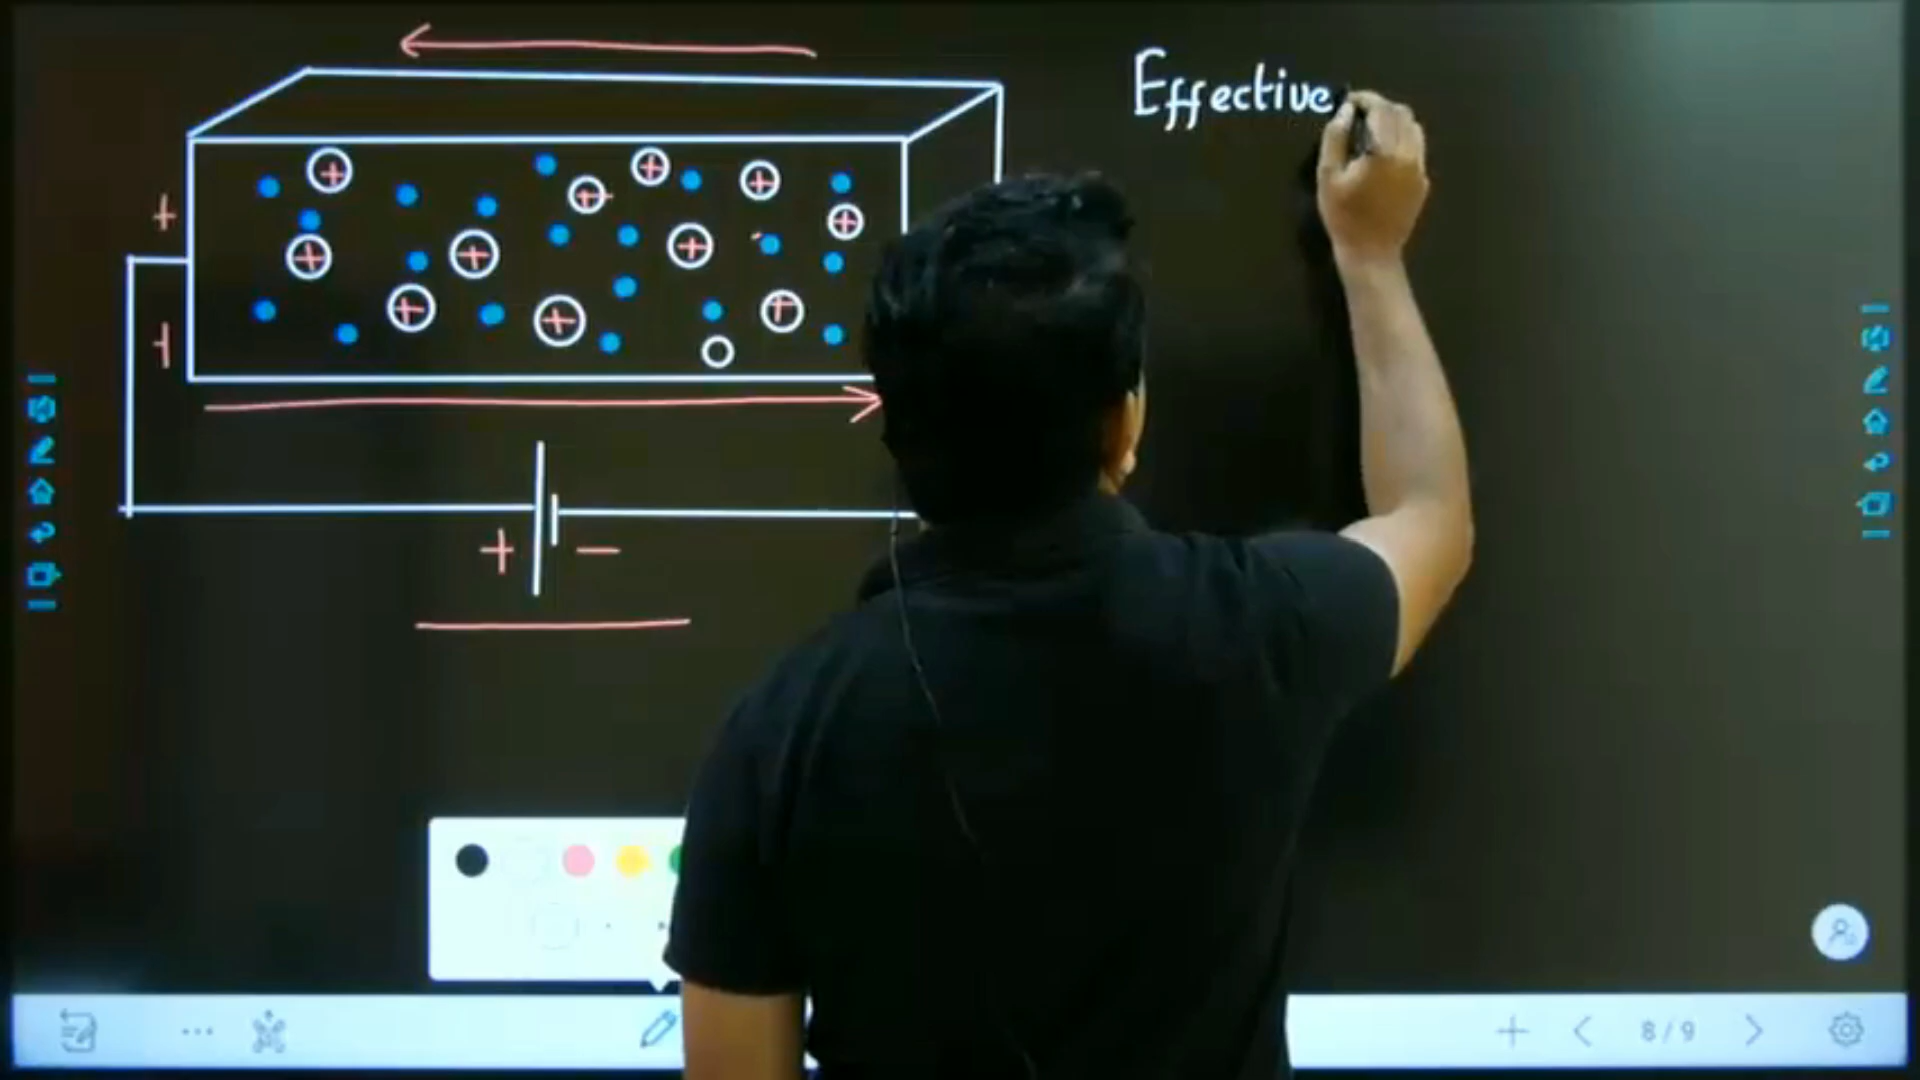 Effective
+
+
+ −
8/9